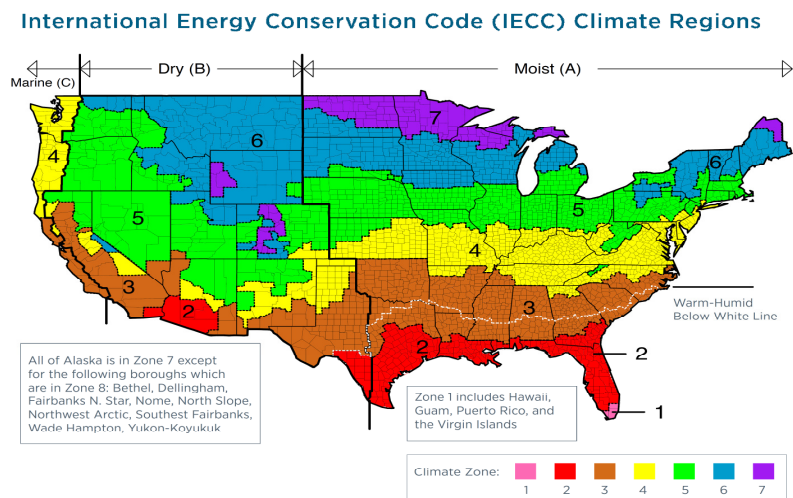 International Energy Conservation Code (IECC) Climate Regions
Marine (C)
Dry (B)
Moist (A)
7
6
6
4
5
5
4
3
3
2
2
2
1
Warm-Humid
Below White Line
All of Alaska is in Zone 7 except
for the following boroughs which
are in Zone 8: Bethel, Dellingham,
Fairbanks N. Star, Nome, North Slope,
Northwest Arctic, Southest Fairbanks,
Wade Hampton, Yukon-Koyukuk
Zone 1 includes Hawaii,
Guam, Puerto Rico, and
the Virgin Islands
Climate Zone:
1 2 3 4 5 6 7